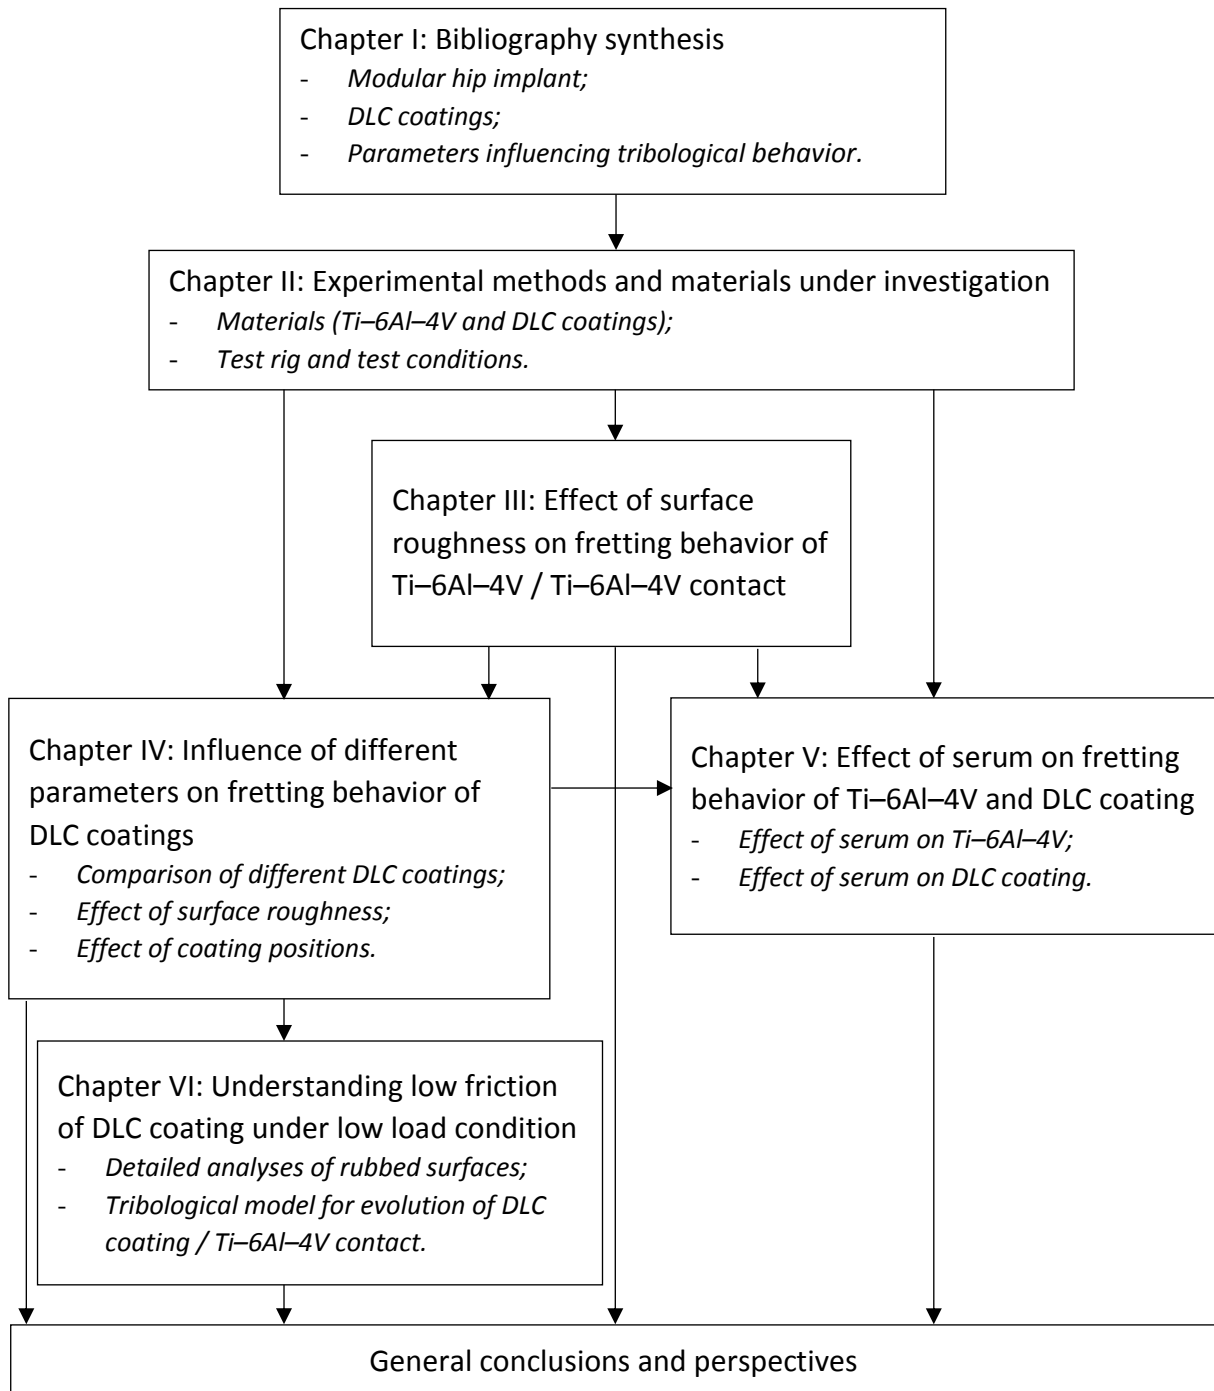 Chapter I: Bibliography synthesis
- Modular hip implant;
- DLC coatings;
- Parameters influencing tribological behavior.
Chapter II: Experimental methods and materials under investigation
- Materials (Ti–6Al–4V and DLC coatings);
- Test rig and test conditions.
Chapter III: Effect of surface
roughness on fretting behavior of
Ti–6Al–4V / Ti–6Al–4V contact
Chapter IV: Influence of different
parameters on fretting behavior of
DLC coatings
- Comparison of different DLC coatings;
- Effect of surface roughness;
- Effect of coating positions.
Chapter V: Effect of serum on fretting
behavior of Ti–6Al–4V and DLC coating
- Effect of serum on Ti–6Al–4V;
- Effect of serum on DLC coating.
Chapter VI: Understanding low friction
of DLC coating under low load condition
- Detailed analyses of rubbed surfaces;
- Tribological model for evolution of DLC
coating / Ti–6Al–4V contact.
General conclusions and perspectives